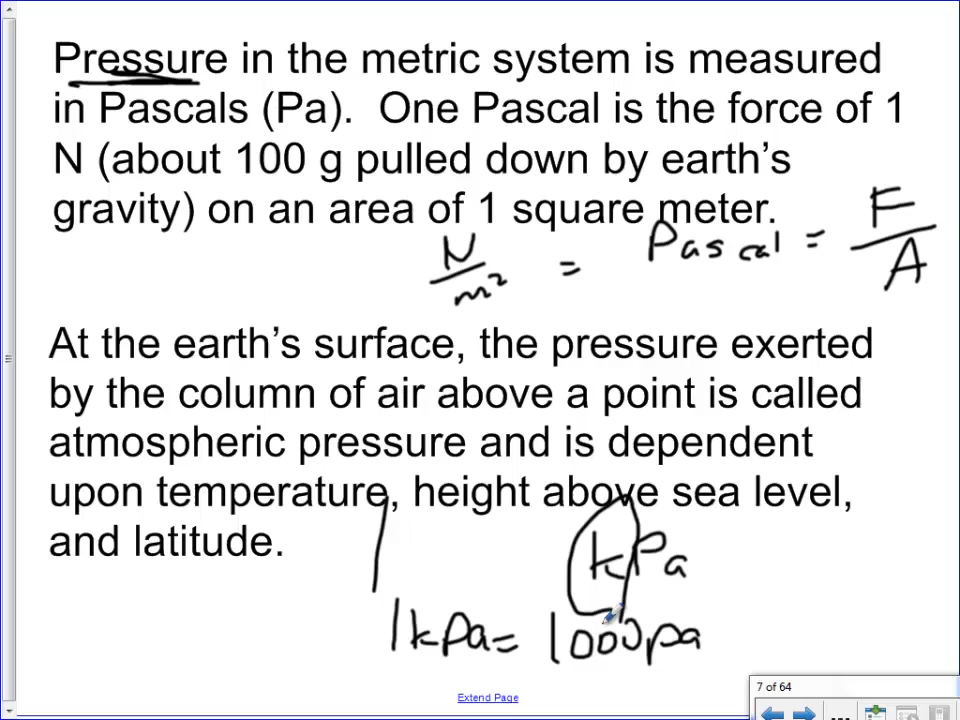 Pressure in the metric system is measured
in Pascals (Pa). One Pascal is the force of 1
N (about 100 g pulled down by earth's
gravity) on an area of 1 square meter.
N/m² = Pascal = F/A
At the earth's surface, the pressure exerted
by the column of air above a point is called
atmospheric pressure and is dependent
upon temperature, height above sea level,
and latitude.
kPa
1kpa = 1000pa
Extend Page
7 of 64